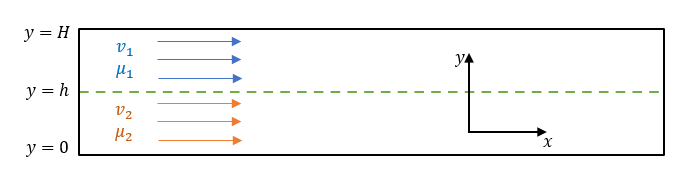 y = H
v₁
μ₁
y
y = h
v₂
μ₂
y = 0
x